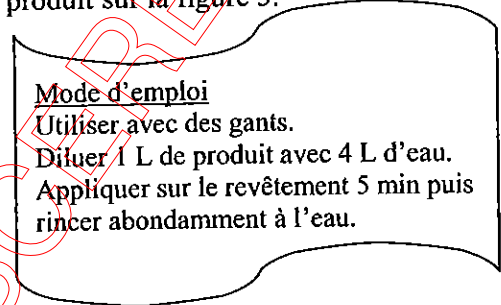 produit sur la figure 3.
Mode d'emploi
Utiliser avec des gants.
Diluer 1 L de produit avec 4 L d'eau.
Appliquer sur le revêtement 5 min puis
rincer abondamment à l'eau.